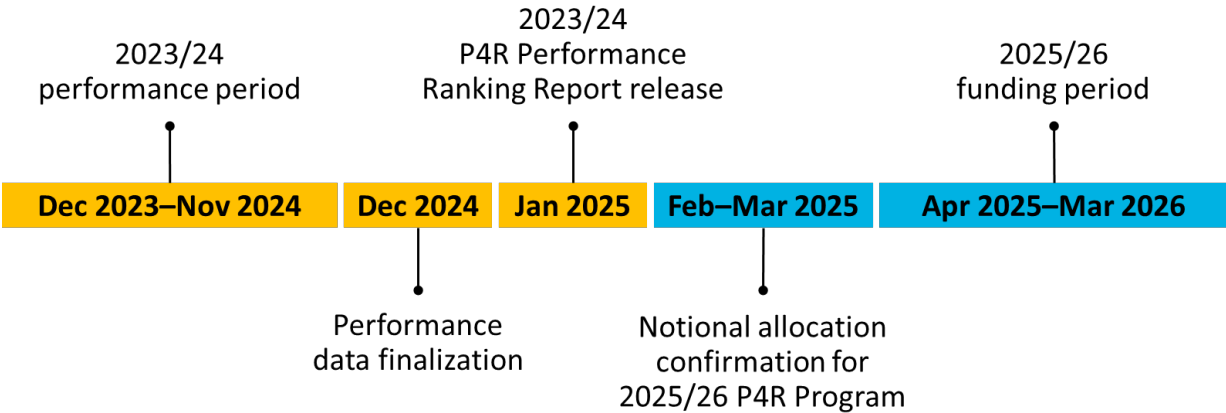 2023/24
performance period
2023/24
P4R Performance
Ranking Report release
2025/26
funding period
Dec 2023–Nov 2024
Dec 2024
Jan 2025
Feb–Mar 2025
Apr 2025–Mar 2026
Performance
data finalization
Notional allocation
confirmation for
2025/26 P4R Program